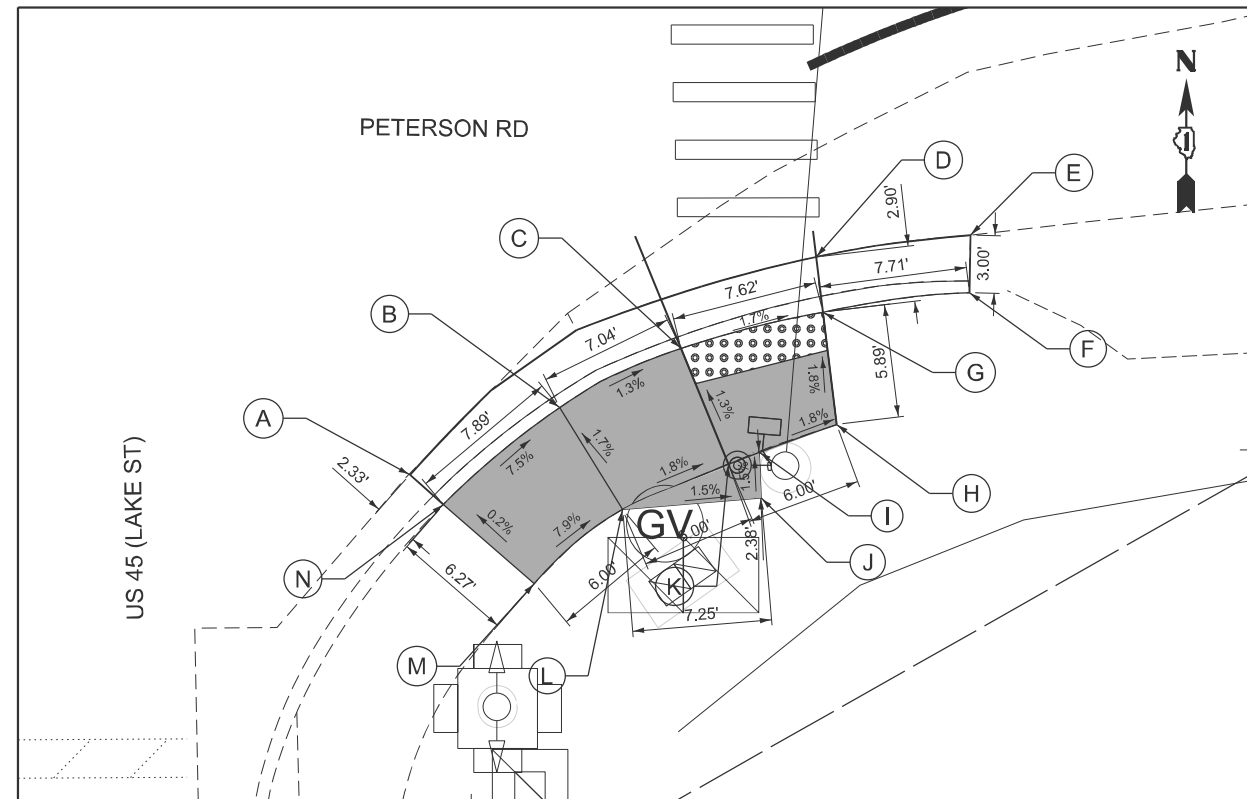 N
PETERSON RD
D
E
2.90'
C
7.71'
3.00'
7.62'
B
1.7%
7.04'
F
G
5.89'
1.3%
1.8%
A
7.89'
1.3%
7.5%
1.7%
1.8%
2.33'
1.8%
US 45 (LAKE ST)
1.5%
6.00'
H
0.2%
7.9%
GV
I
2.38'
J
N
6.27'
6.00'
K
7.25'
M
L